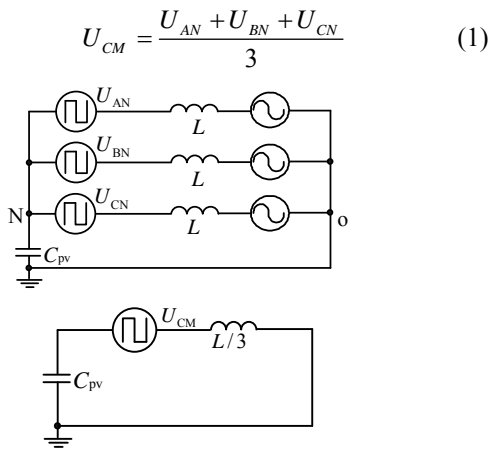 U_CM = (U_AN + U_BN + U_CN) / 3 (1)
U_AN
L
U_BN
L
U_CN
N
L
o
C_pv
U_CM
L/3
C_pv